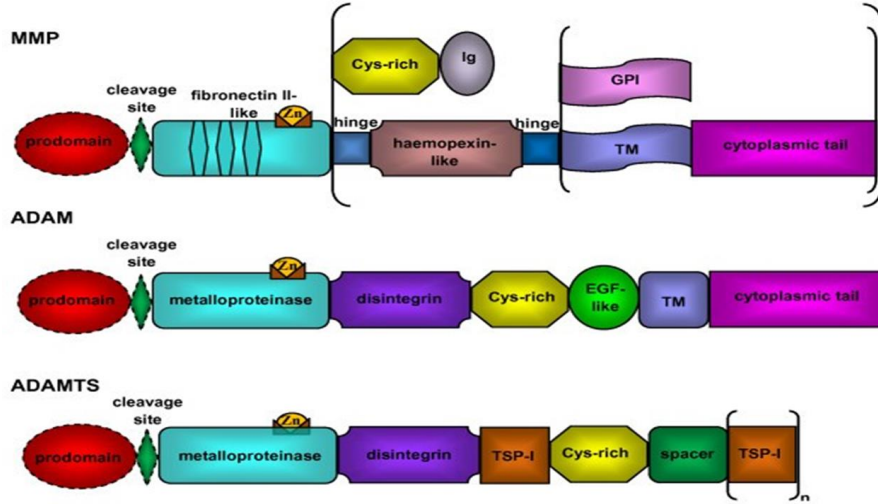 MMP
Cys-rich
Ig
GPI
cleavage
site
fibronectin II-
like
Zn
hinge
hinge
prodomain
haemopexin-
like
TM
cytoplasmic tail
ADAM
cleavage
site
Zn
prodomain
metalloproteinase
disintegrin
Cys-rich
EGF-
like
TM
cytoplasmic tail
ADAMTS
cleavage
site
Zn
prodomain
metalloproteinase
disintegrin
TSP-I
Cys-rich
spacer
TSP-I
n